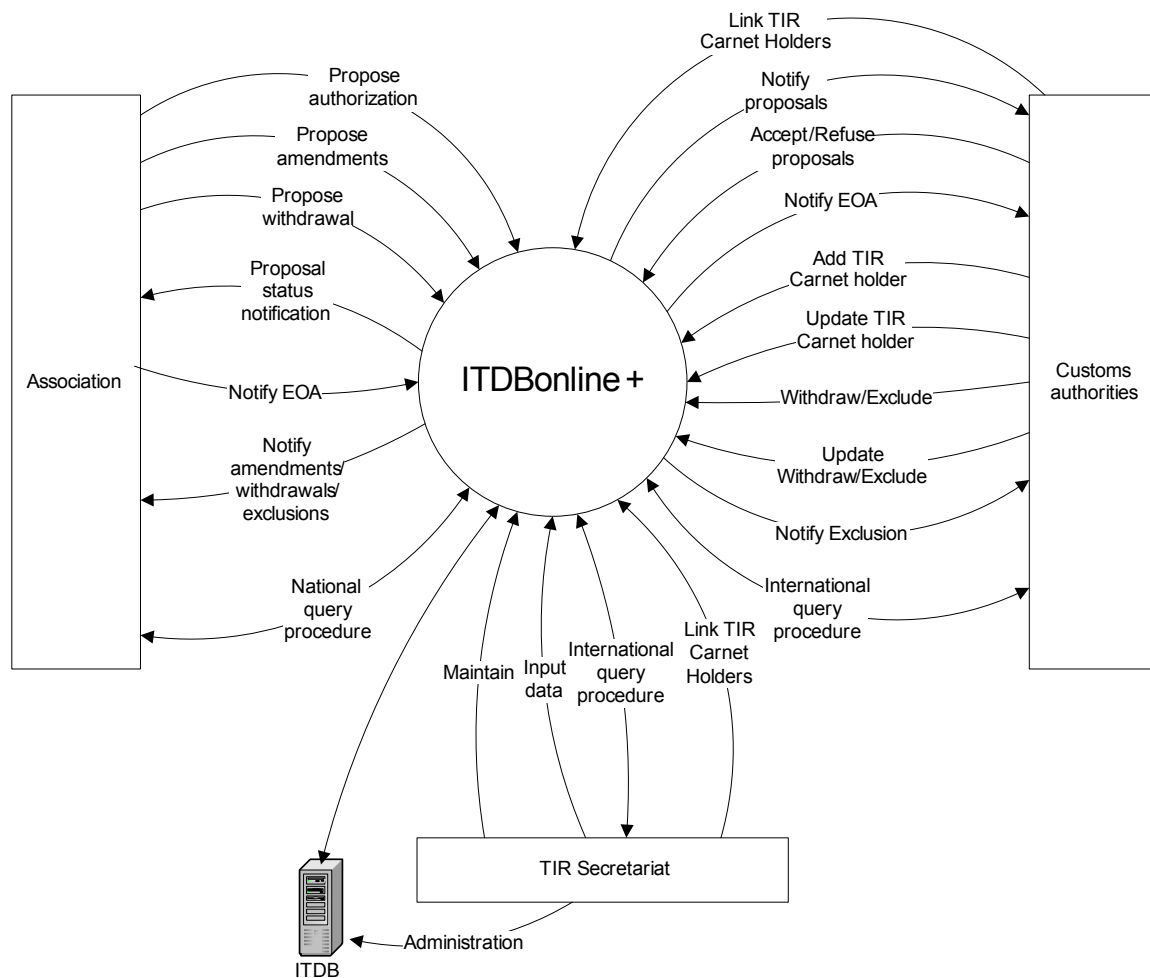 Link TIR
Carnet Holders
Propose
authorization
Notify
proposals
Propose
amendments
Accept/Refuse
proposals
Propose
withdrawal
Notify EOA
Proposal
status
notification
Add TIR
Carnet holder
Update TIR
Carnet holder
Association
ITDBonline +
Customs
authorities
Notify EOA
Withdraw/Exclude
Notify
amendments/
withdrawals/
exclusions
Update
Withdraw/Exclude
Notify Exclusion
National
query
procedure
International
query
procedure
Maintain
Input
data
International
query
procedure
Link TIR
Carnet
Holders
TIR Secretariat
Administration
ITDB